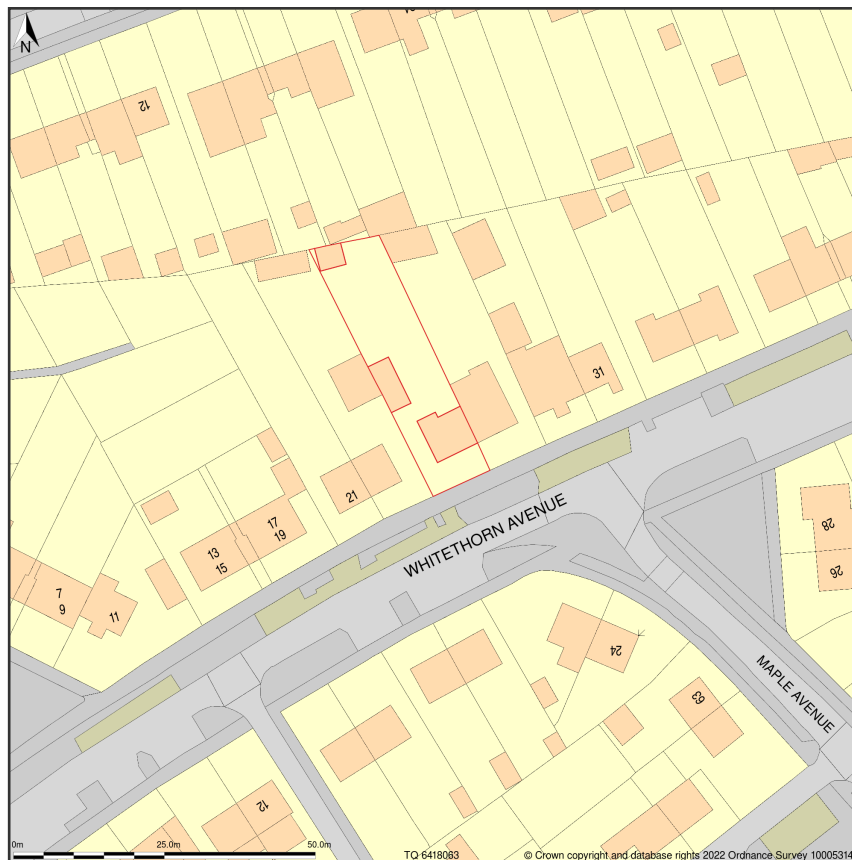 N
12
31
21
17
19
13
15
7
9
11
WHITETHORN AVENUE
28
26
24
63
MAPLE AVENUE
12
0m 25.0m 50.0m
TQ 6418063
© Crown copyright and database rights 2022 Ordnance Survey 10005314